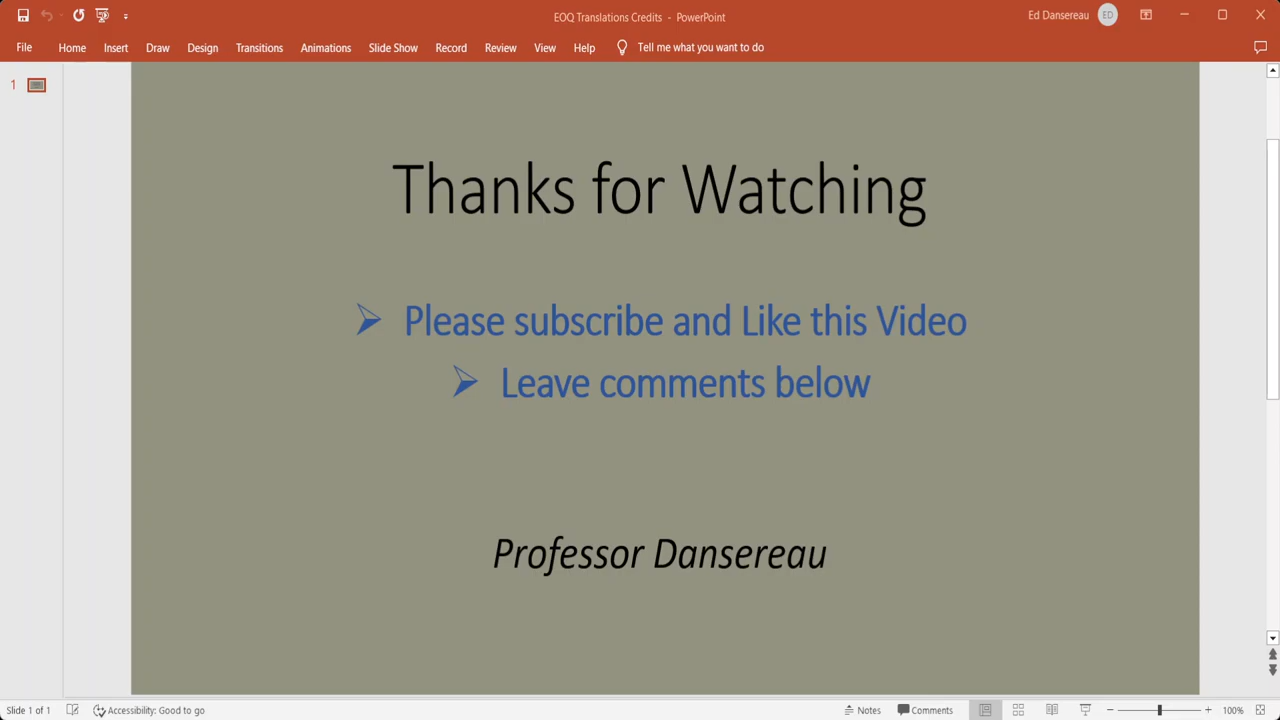 EOQ Translations Credits - PowerPoint
Ed Dansereau ED
File Home Insert Draw Design Transitions Animations Slide Show Record Review View Help Tell me what you want to do
1
Thanks for Watching
Please subscribe and Like this Video
Leave comments below
Professor Dansereau
Slide 1 of 1 Accessibility: Good to go Notes Comments 100%